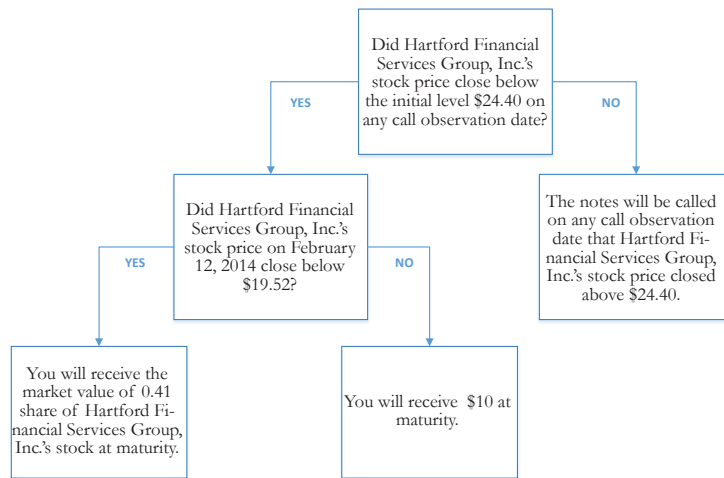 Did Hartford Financial
Services Group, Inc.'s
stock price close below
the initial level $24.40 on
any call observation date?
YES
NO
Did Hartford Financial
Services Group, Inc.'s
stock price on February
12, 2014 close below
$19.52?
The notes will be called
on any call observation
date that Hartford Fi-
nancial Services Group,
Inc.'s stock price closed
above $24.40.
YES
NO
You will receive the
market value of 0.41
share of Hartford Fi-
nancial Services Group,
Inc.'s stock at maturity.
You will receive $10 at
maturity.